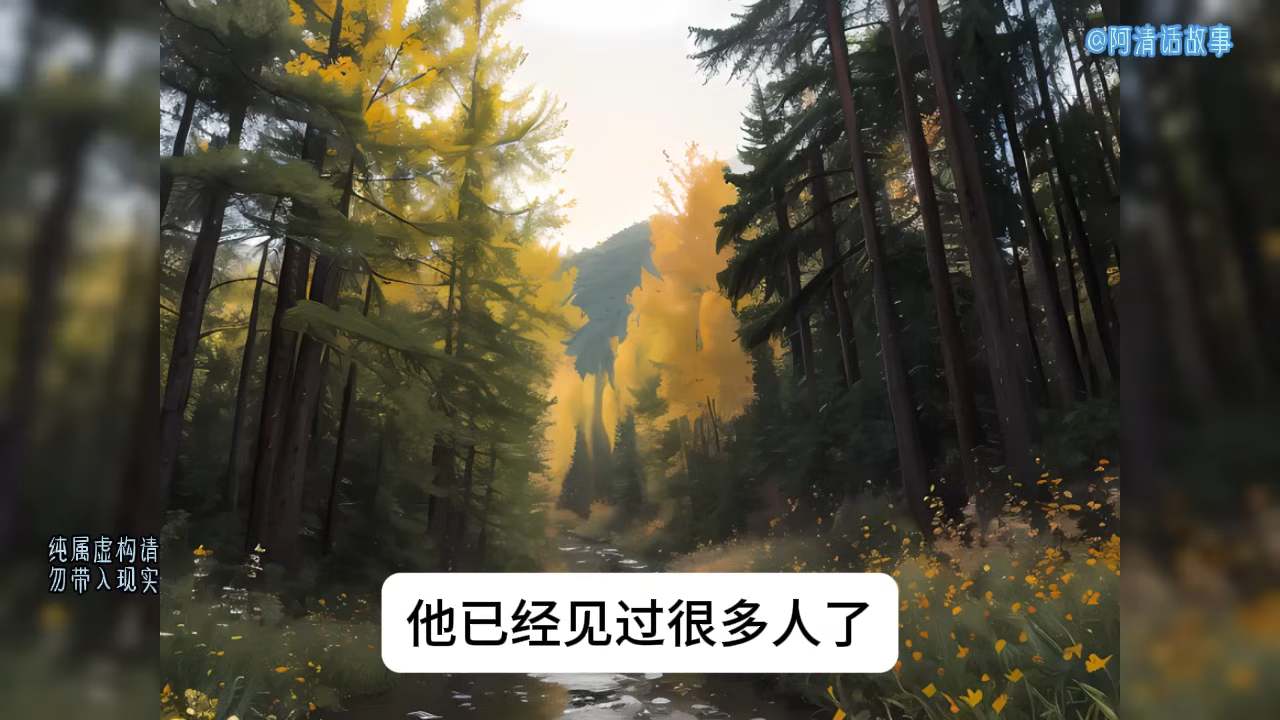 @阿清话故事
纯属虚构请
勿带入现实
他已经见过很多人了